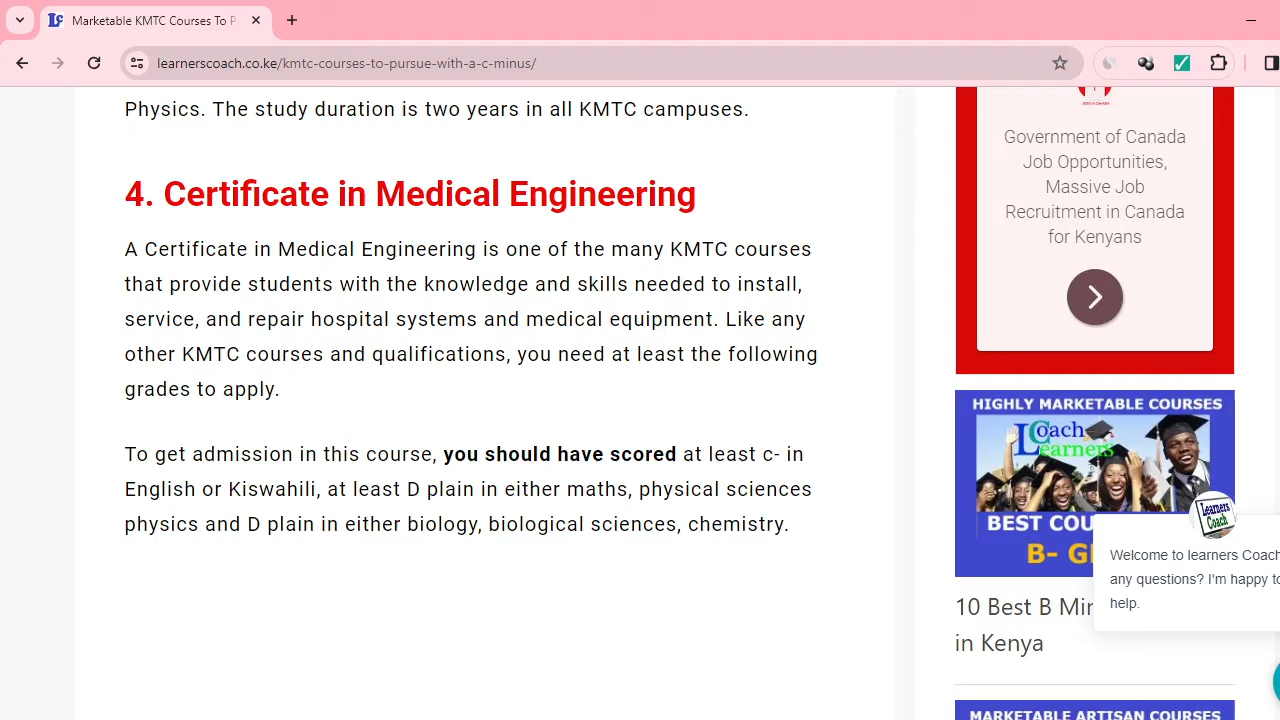 Marketable KMTC Courses To P
learnerscoach.co.ke/kmtc-courses-to-pursue-with-a-c-minus/
Physics. The study duration is two years in all KMTC campuses.
4. Certificate in Medical Engineering
A Certificate in Medical Engineering is one of the many KMTC courses
that provide students with the knowledge and skills needed to install,
service, and repair hospital systems and medical equipment. Like any
other KMTC courses and qualifications, you need at least the following
grades to apply.
To get admission in this course, you should have scored at least c- in
English or Kiswahili, at least D plain in either maths, physical sciences
physics and D plain in either biology, biological sciences, chemistry.
Government of Canada
Job Opportunities,
Massive Job
Recruitment in Canada
for Kenyans
HIGHLY MARKETABLE COURSES
Coach
Learners
BEST COU
B- G
Learners
Coach
Welcome to learners Coach
any questions? I'm happy to
help.
10 Best B Min
in Kenya
MARKETABLE ARTISAN COURSES